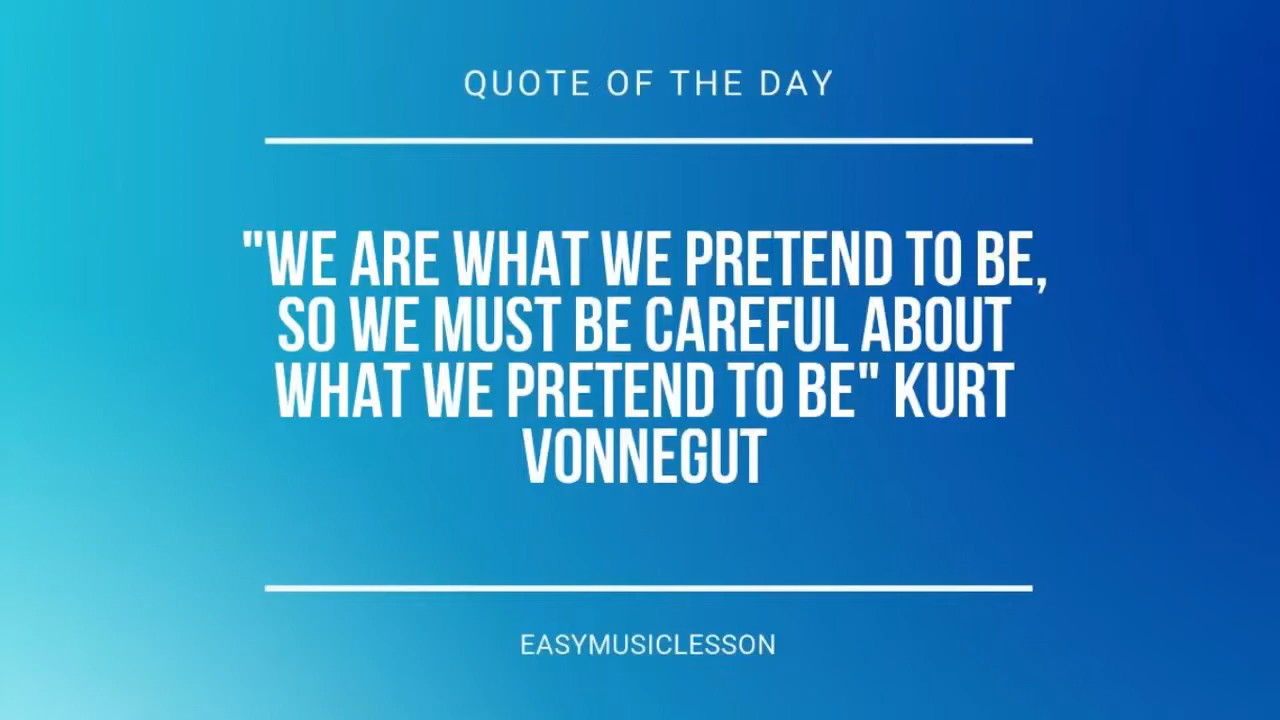 QUOTE OF THE DAY
"WE ARE WHAT WE PRETEND TO BE,
SO WE MUST BE CAREFUL ABOUT
WHAT WE PRETEND TO BE" KURT
VONNEGUT
EASYMUSICLESSON